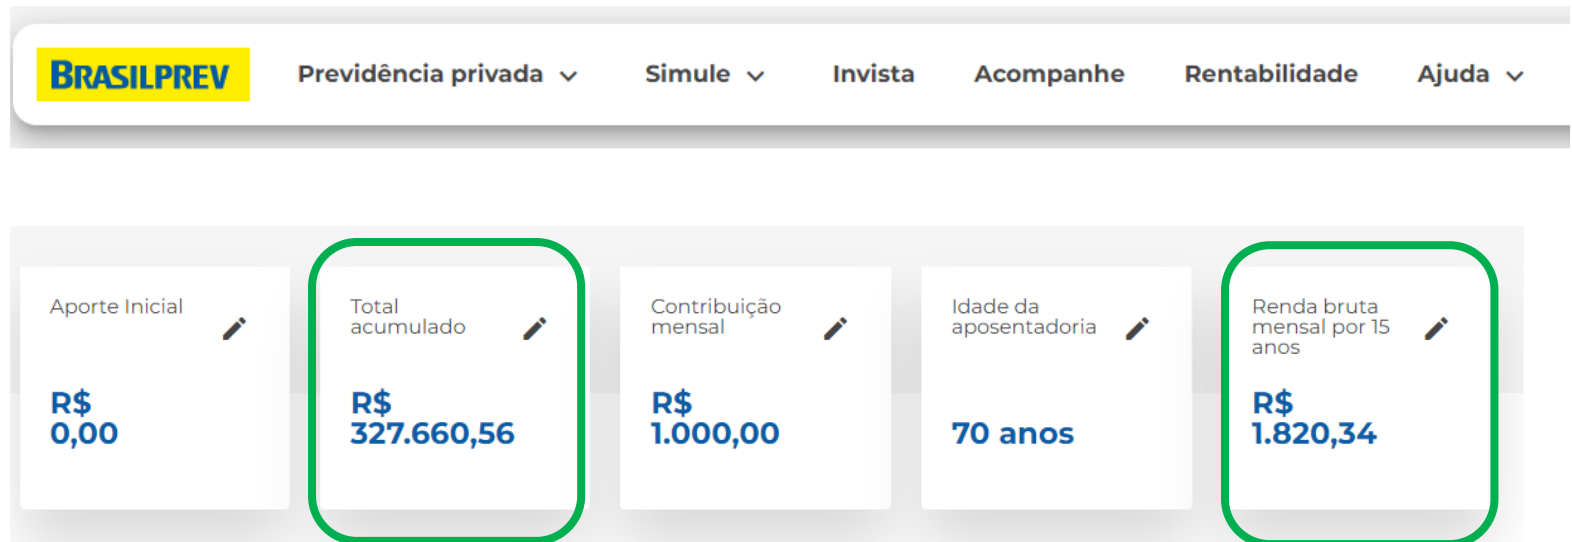 BRASILPREV Previdência privada Simule Invista Acompanhe Rentabilidade Ajuda
Aporte Inicial
R$
0,00
Total
acumulado
R$
327.660,56
Contribuição
mensal
R$
1.000,00
Idade da
aposentadoria
70 anos
Renda bruta
mensal por 15
anos
R$
1.820,34